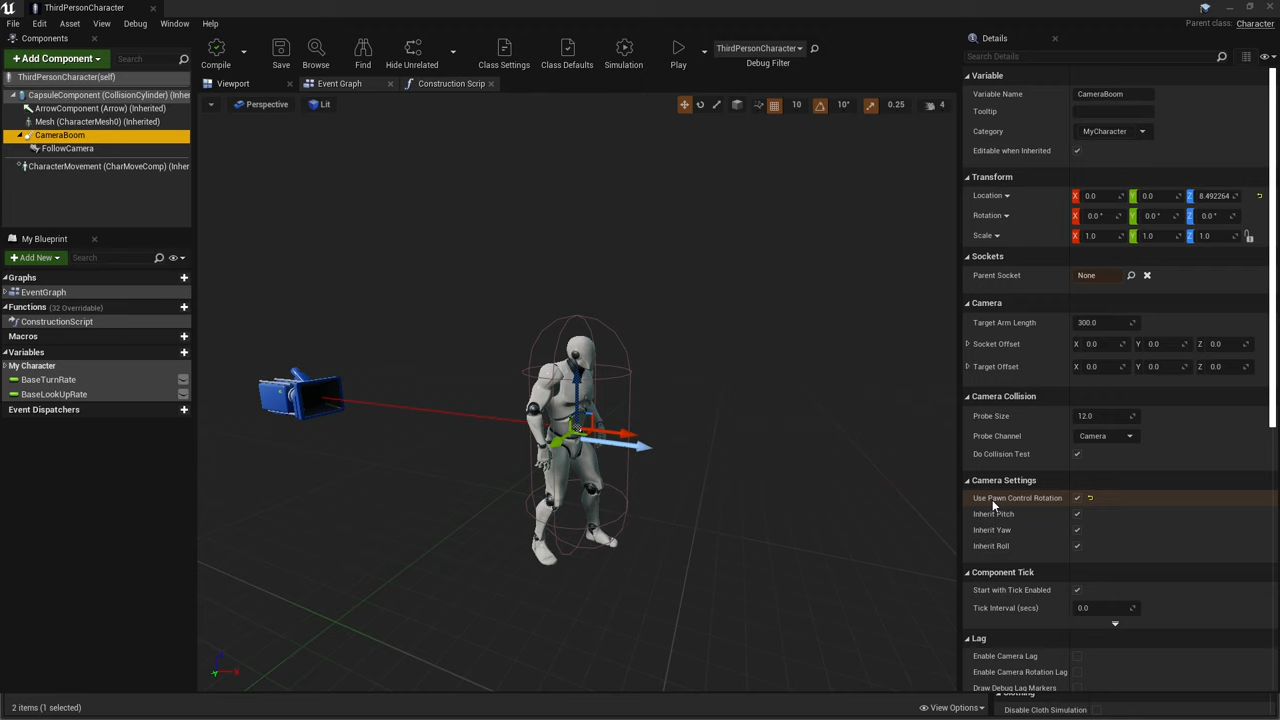 ThirdPersonCharacter
File Edit Asset View Debug Window Help
Parent class: Character
Components
Add Component
Search
ThirdPersonCharacter(self)
CapsuleComponent (CollisionCylinder) (Inher
ArrowComponent (Arrow) (Inherited)
Mesh (CharacterMesh0) (Inherited)
CameraBoom
FollowCamera
CharacterMovement (CharMoveComp) (Inher
My Blueprint
Add New
Search
Graphs
EventGraph
Functions (32 Overridable)
ConstructionScript
Macros
Variables
My Character
BaseTurnRate
BaseLookUpRate
Event Dispatchers
2 items (1 selected)
Compile Save Browse Find Hide Unrelated Class Settings Class Defaults Simulation Play
ThirdPersonCharacter
Debug Filter
Viewport Event Graph Construction Scrip
Perspective Lit
10 10° 0.25 4
Details
Search Details
Variable
Variable Name CameraBoom
Tooltip
Category MyCharacter
Editable when Inherited
Transform
Location X 0.0 Y 0.0 Z 8.492264
Rotation X 0.0 ° Y 0.0 ° Z 0.0 °
Scale X 1.0 Y 1.0 Z 1.0
Sockets
Parent Socket None
Camera
Target Arm Length 300.0
Socket Offset X 0.0 Y 0.0 Z 0.0
Target Offset X 0.0 Y 0.0 Z 0.0
Camera Collision
Probe Size 12.0
Probe Channel Camera
Do Collision Test
Camera Settings
Use Pawn Control Rotation
Inherit Pitch
Inherit Yaw
Inherit Roll
Component Tick
Start with Tick Enabled
Tick Interval (secs) 0.0
Lag
Enable Camera Lag
Enable Camera Rotation Lag
Draw Debug Lag Markers
View Options
Disable Cloth Simulation